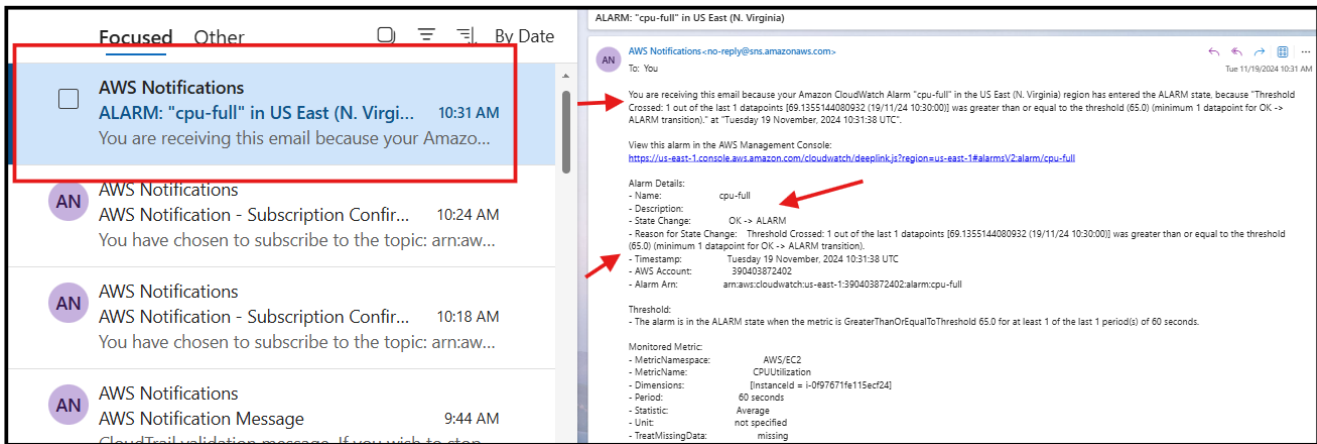 Focused Other By Date
AWS Notifications
ALARM: "cpu-full" in US East (N. Virgi... 10:31 AM
You are receiving this email because your Amazo...
AN
AWS Notifications
AWS Notification - Subscription Confir... 10:24 AM
You have chosen to subscribe to the topic: arn:aw...
AN
AWS Notifications
AWS Notification - Subscription Confir... 10:18 AM
You have chosen to subscribe to the topic: arn:aw...
AN
AWS Notifications
AWS Notification Message 9:44 AM
CloudTrail validation message. If you wish to stop
ALARM: "cpu-full" in US East (N. Virginia)
AN
AWS Notifications<no-reply@sns.amazonaws.com>
To: You
Tue 11/19/2024 10:31 AM
You are receiving this email because your Amazon CloudWatch Alarm "cpu-full" in the US East (N. Virginia) region has entered the ALARM state, because "Threshold
Crossed: 1 out of the last 1 datapoints [69.1355144080932 (19/11/24 10:30:00)] was greater than or equal to the threshold (65.0) (minimum 1 datapoint for OK ->
ALARM transition)." at "Tuesday 19 November, 2024 10:31:38 UTC".
View this alarm in the AWS Management Console:
https://us-east-1.console.aws.amazon.com/cloudwatch/deeplink.js?region=us-east-1#alarmsV2:alarm/cpu-full
Alarm Details:
- Name: cpu-full
- Description:
- State Change: OK -> ALARM
- Reason for State Change: Threshold Crossed: 1 out of the last 1 datapoints [69.1355144080932 (19/11/24 10:30:00)] was greater than or equal to the threshold
(65.0) (minimum 1 datapoint for OK -> ALARM transition).
- Timestamp: Tuesday 19 November, 2024 10:31:38 UTC
- AWS Account: 390403872402
- Alarm Arn: arn:aws:cloudwatch:us-east-1:390403872402:alarm:cpu-full
Threshold:
- The alarm is in the ALARM state when the metric is GreaterThanOrEqualToThreshold 65.0 for at least 1 of the last 1 period(s) of 60 seconds.
Monitored Metric:
- MetricNamespace: AWS/EC2
- MetricName: CPUUtilization
- Dimensions: [InstanceId = i-0f97671fe115ecf24]
- Period: 60 seconds
- Statistic: Average
- Unit: not specified
- TreatMissingData: missing